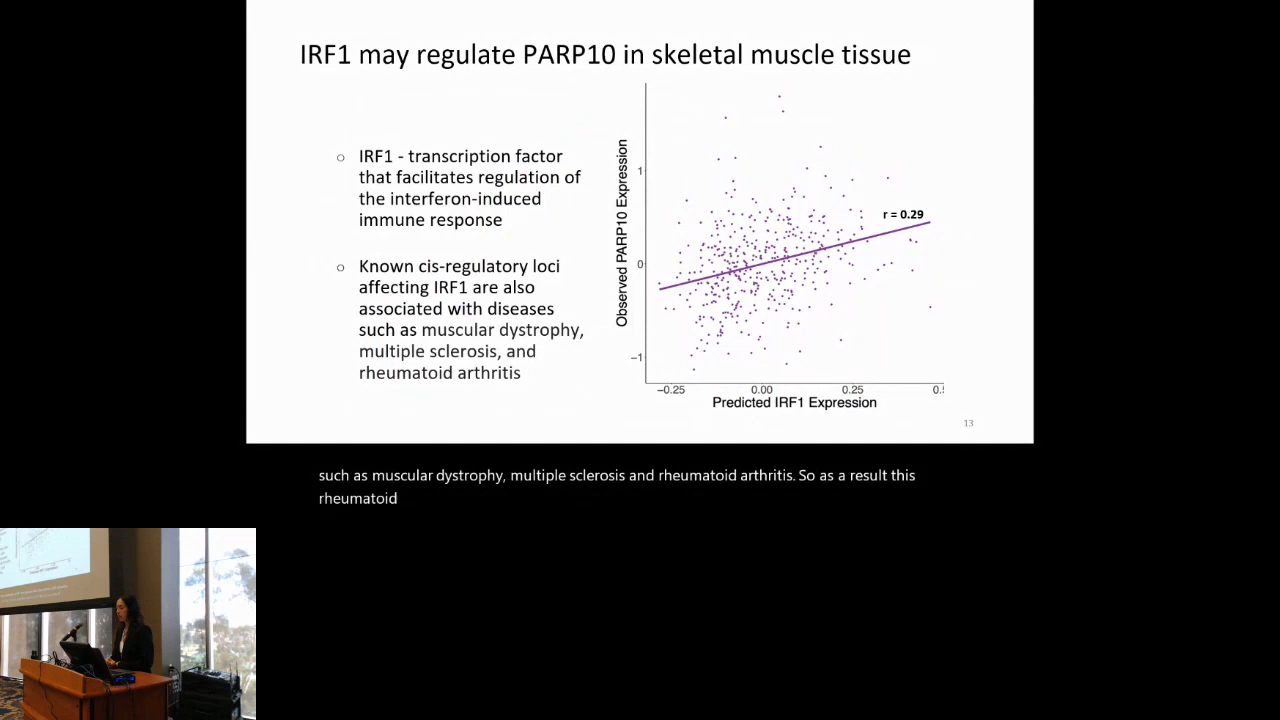 IRF1 may regulate PARP10 in skeletal muscle tissue
○ IRF1 - transcription factor
that facilitates regulation of
the interferon-induced
immune response
○ Known cis-regulatory loci
affecting IRF1 are also
associated with diseases
such as muscular dystrophy,
multiple sclerosis, and
rheumatoid arthritis
Observed PARP10 Expression
1
0
−1
r = 0.29
−0.25 0.00 0.25 0.5
Predicted IRF1 Expression
13
such as muscular dystrophy, multiple sclerosis and rheumatoid arthritis. So as a result this
rheumatoid